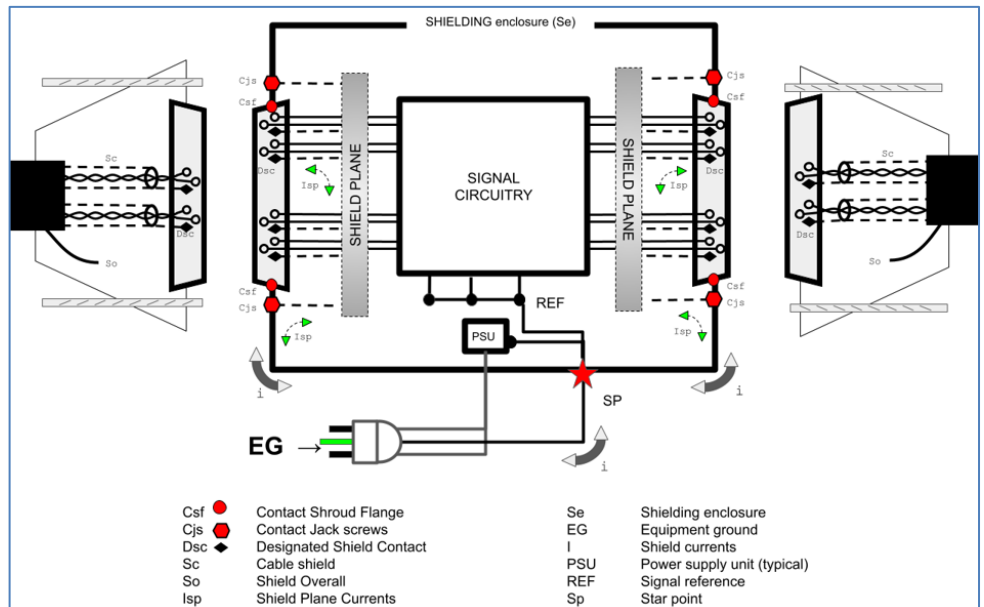 SHIELDING enclosure (Se)
Cjs
Cjs
Csf
Csf
Sc
Sc
Dsc
Dsc
Isp
Isp
SHIELD PLANE
SIGNAL
CIRCUITRY
SHIELD PLANE
Dsc
Dsc
So
So
Csf
Csf
Cjs
Cjs
REF
Isp
Isp
PSU
i
i
SP
EG →
i
Csf Contact Shroud Flange Se Shielding enclosure
Cjs Contact Jack screws EG Equipment ground
Dsc Designated Shield Contact I Shield currents
Sc Cable shield PSU Power supply unit (typical)
So Shield Overall REF Signal reference
Isp Shield Plane Currents Sp Star point